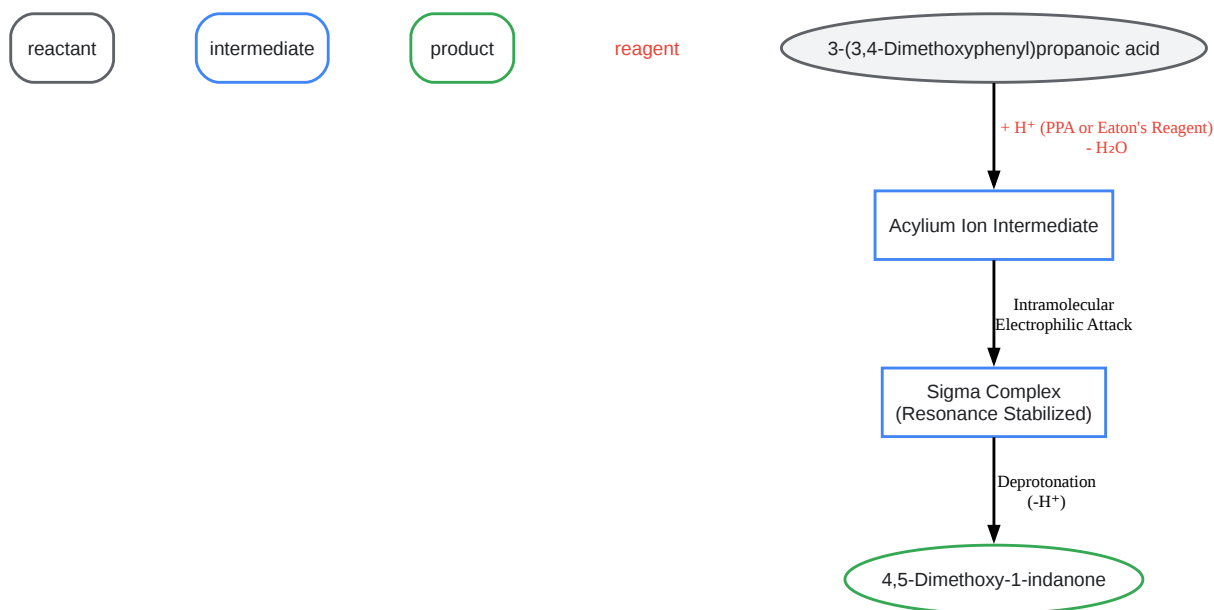 reactant
intermediate
product
reagent
3-(3,4-Dimethoxyphenyl)propanoic acid
+ H⁺ (PPA or Eaton's Reagent)
- H₂O
Acylium Ion Intermediate
Intramolecular
Electrophilic Attack
Sigma Complex
(Resonance Stabilized)
Deprotonation
(-H⁺)
4,5-Dimethoxy-1-indanone